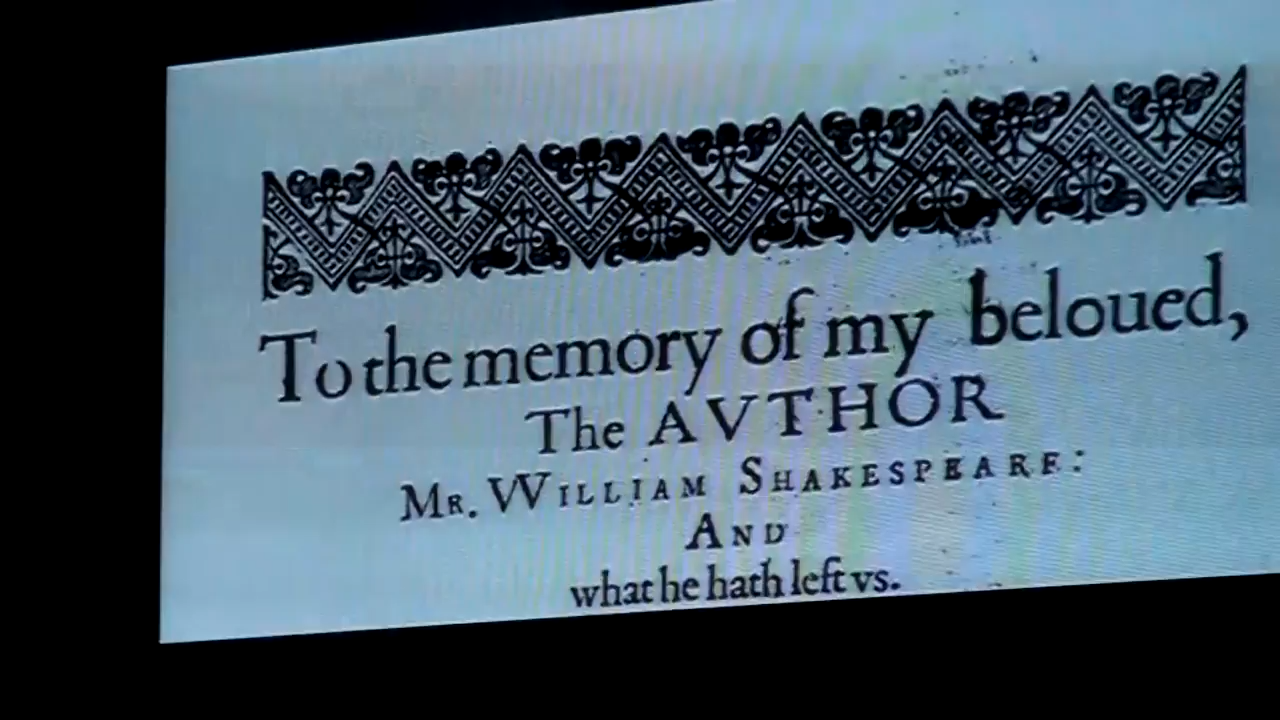 To the memory of my beloued,
The AVTHOR
MR. WILLIAM SHAKESPEARE:
AND
what he hath left vs.